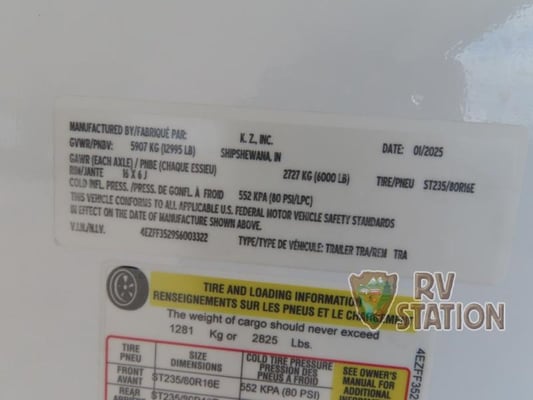 MANUFACTURED BY/FABRIQUÉ PAR: K. Z., INC. DATE: 01/2025
GVWR/PNBV: 5907 KG (12995 LB) SHIPSHEWANA, IN
GAWR (EACH AXLE) / PNBE (CHAQUE ESSIEU) 2727 KG (6000 LB) TIRE/PNEU ST235/80R16E
RIM/JANTE 16 X 6 J
COLD INFL. PRESS./PRESS. DE GONFL. À FROID 552 KPA (80 PSI/LPC)
THIS VEHICLE CONFORMS TO ALL APPLICABLE U.S. FEDERAL MOTOR VEHICLE SAFETY STANDARDS
IN EFFECT ON THE DATE OF MANUFACTURE SHOWN ABOVE.
V.I.N./N.I.V. 4EZFF3529S6003322 TYPE/TYPE DE VÉHICULE: TRAILER TRA/REM TRA
RV STATION
TIRE AND LOADING INFORMATION
RENSEIGNEMENTS SUR LES PNEUS ET LE CHARGEMENT
The weight of cargo should never exceed
1281 Kg or 2825 Lbs.
TIRE PNEU
SIZE DIMENSIONS
COLD TIRE PRESSURE
PRESSION DES PNEUS À FROID
SEE OWNER'S MANUAL FOR ADDITIONAL
FRONT AVANT ST235/80R16E 552 KPA (80 PSI)
REAR
4EZFF352